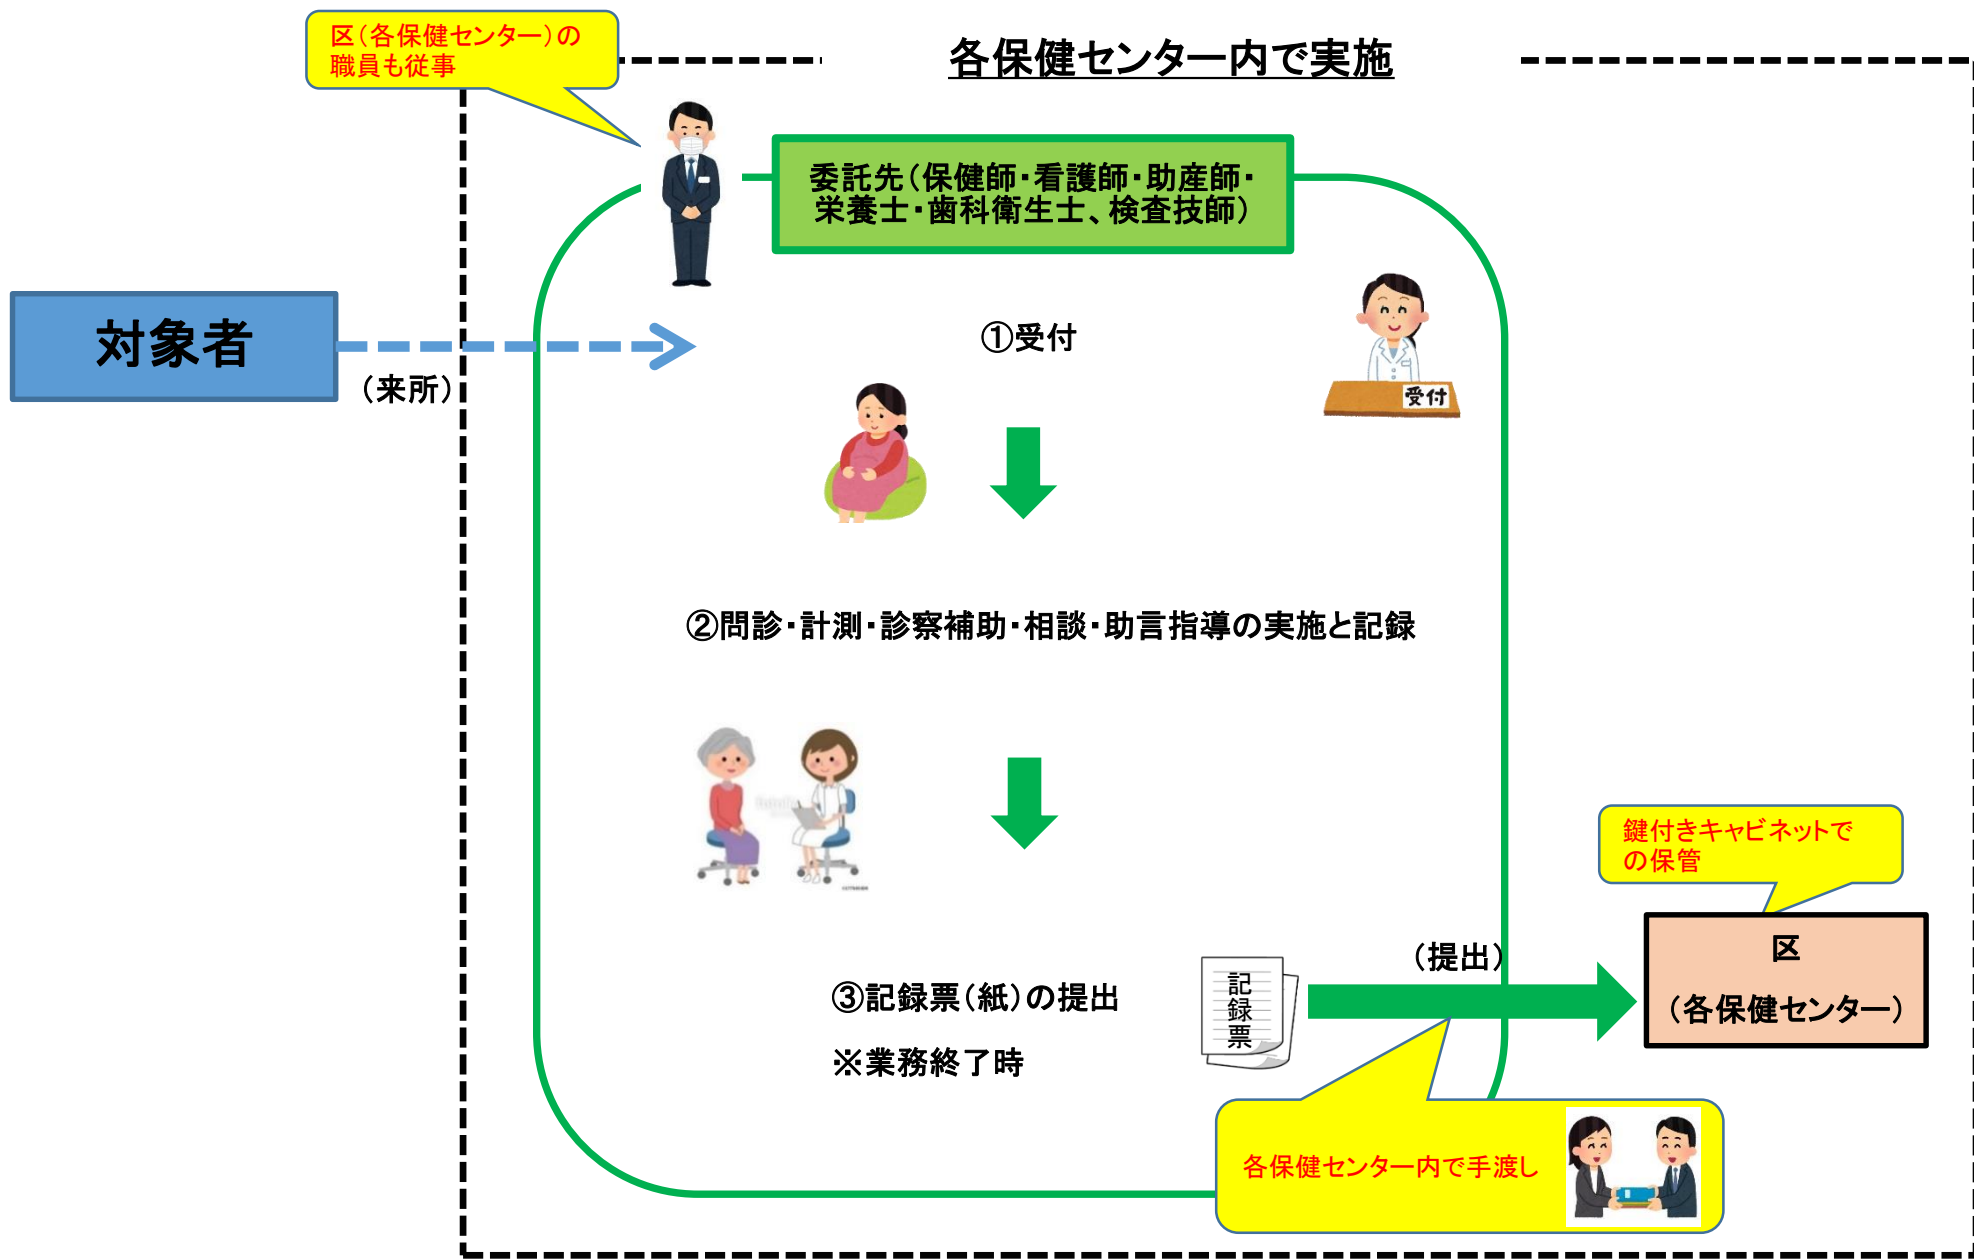 区(各保健センター)の
職員も従事
各保健センター内で実施
委託先(保健師・看護師・助産師・
栄養士・歯科衛生士、検査技師)
対象者
(来所)
①受付
受付
②問診・計測・診察補助・相談・助言指導の実施と記録
鍵付きキャビネットで
の保管
区
(各保健センター)
(提出)
③記録票(紙)の提出
※業務終了時
記録票
各保健センター内で手渡し